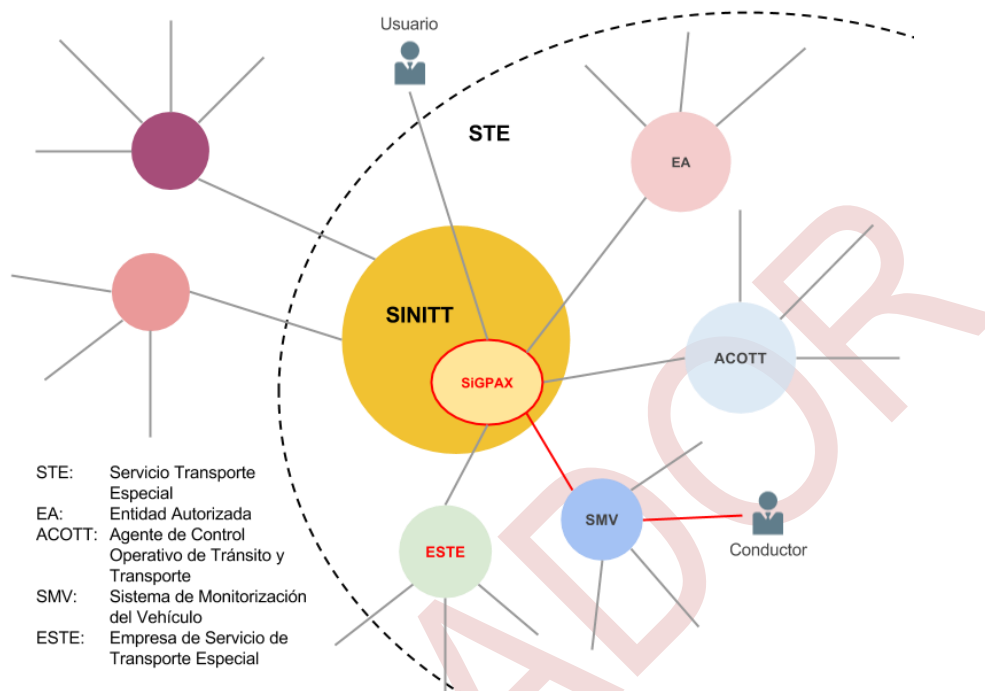 Usuario
STE
EA
SINITT
ACOTT
SiGPAX
SMV
ESTE
Conductor
STE: Servicio Transporte
Especial
EA: Entidad Autorizada
ACOTT: Agente de Control
Operativo de Tránsito y
Transporte
SMV: Sistema de Monitorización
del Vehículo
ESTE: Empresa de Servicio de
Transporte Especial
ADOR